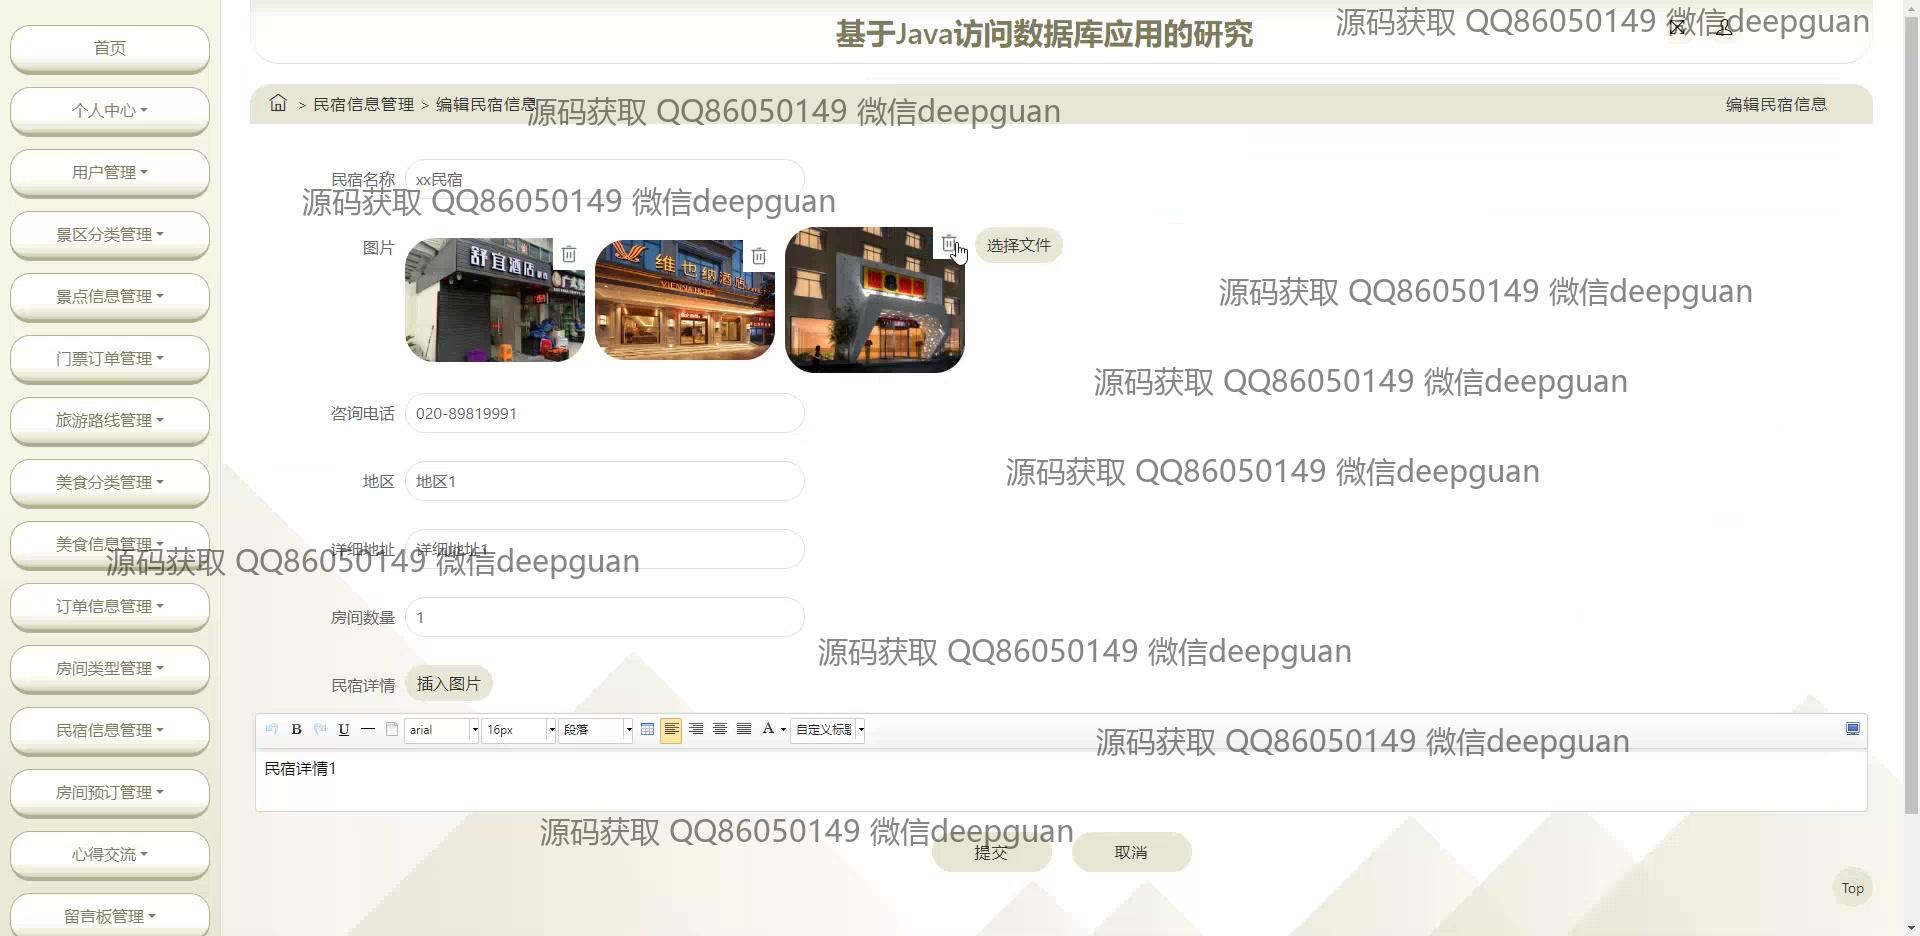 首页
个人中心
用户管理
景区分类管理
景点信息管理
门票订单管理
旅游路线管理
美食分类管理
美食信息管理
订单信息管理
房间类型管理
民宿信息管理
房间预订管理
心得交流
留言板管理
基于Java访问数据库应用的研究
源码获取 QQ86050149 微信deepguan
> 民宿信息管理 > 编辑民宿信息
编辑民宿信息
源码获取 QQ86050149 微信deepguan
民宿名称 xx民宿
源码获取 QQ86050149 微信deepguan
图片
舒宜酒店
维也纳酒店
VIENNA HOTEL
8
选择文件
源码获取 QQ86050149 微信deepguan
源码获取 QQ86050149 微信deepguan
咨询电话 020-89819991
源码获取 QQ86050149 微信deepguan
地区 地区1
详细地址 详细地址1
源码获取 QQ86050149 微信deepguan
房间数量 1
源码获取 QQ86050149 微信deepguan
民宿详情 插入图片
B U arial 16px 段落 A 自定义标题
源码获取 QQ86050149 微信deepguan
民宿详情1
源码获取 QQ86050149 微信deepguan
提交 取消
Top